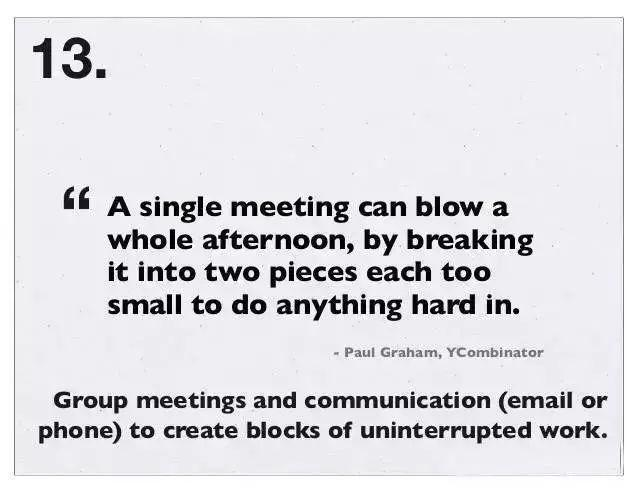 13.
“ A single meeting can blow a
whole afternoon, by breaking
it into two pieces each too
small to do anything hard in.
- Paul Graham, YCombinator
Group meetings and communication (email or
phone) to create blocks of uninterrupted work.